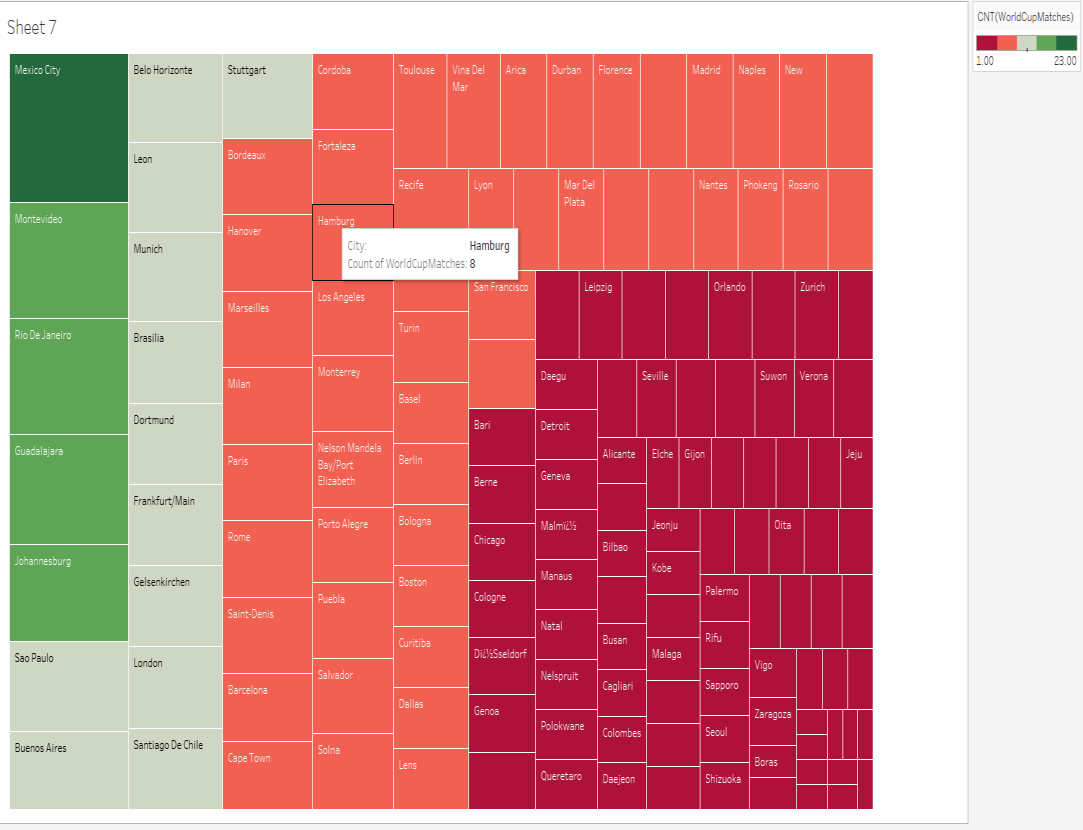 Sheet 7
CNT(WorldCupMatches)
1.00 23.00
Mexico City
Montevideo
Rio De Janeiro
Guadalajara
Johannesburg
Sao Paulo
Buenos Aires
Belo Horizonte
Leon
Munich
Brasilia
Dortmund
Frankfurt/Main
Gelsenkirchen
London
Santiago De Chile
Stuttgart
Bordeaux
Hanover
Marseilles
Milan
Paris
Rome
Saint-Denis
Barcelona
Cape Town
Cordoba
Fortaleza
Hamburg
City: Hamburg
Count of WorldCupMatches: 8
Los Angeles
Monterrey
Nelson Mandela
Bay/Port
Elizabeth
Porto Alegre
Puebla
Salvador
Solna
Toulouse
Vina Del
Mar
Arica
Durban
Florence
Madrid
Naples
New
Recife
Lyon
Mar Del
Plata
Nantes
Phokeng
Rosario
Turin
Basel
Berlin
Bologna
Boston
Curitiba
Dallas
Lens
San Francisco
Bari
Berne
Chicago
Cologne
Dï¿½Sseldorf
Genoa
Leipzig
Orlando
Zurich
Daegu
Detroit
Geneva
Malmï¿½
Manaus
Natal
Nelspruit
Polokwane
Queretaro
Seville
Suwon
Verona
Alicante
Bilbao
Busan
Cagliari
Colombes
Daejeon
Elche
Gijon
Jeju
Jeonju
Kobe
Malaga
Oita
Palermo
Rifu
Sapporo
Seoul
Shizuoka
Vigo
Zaragoza
Boras